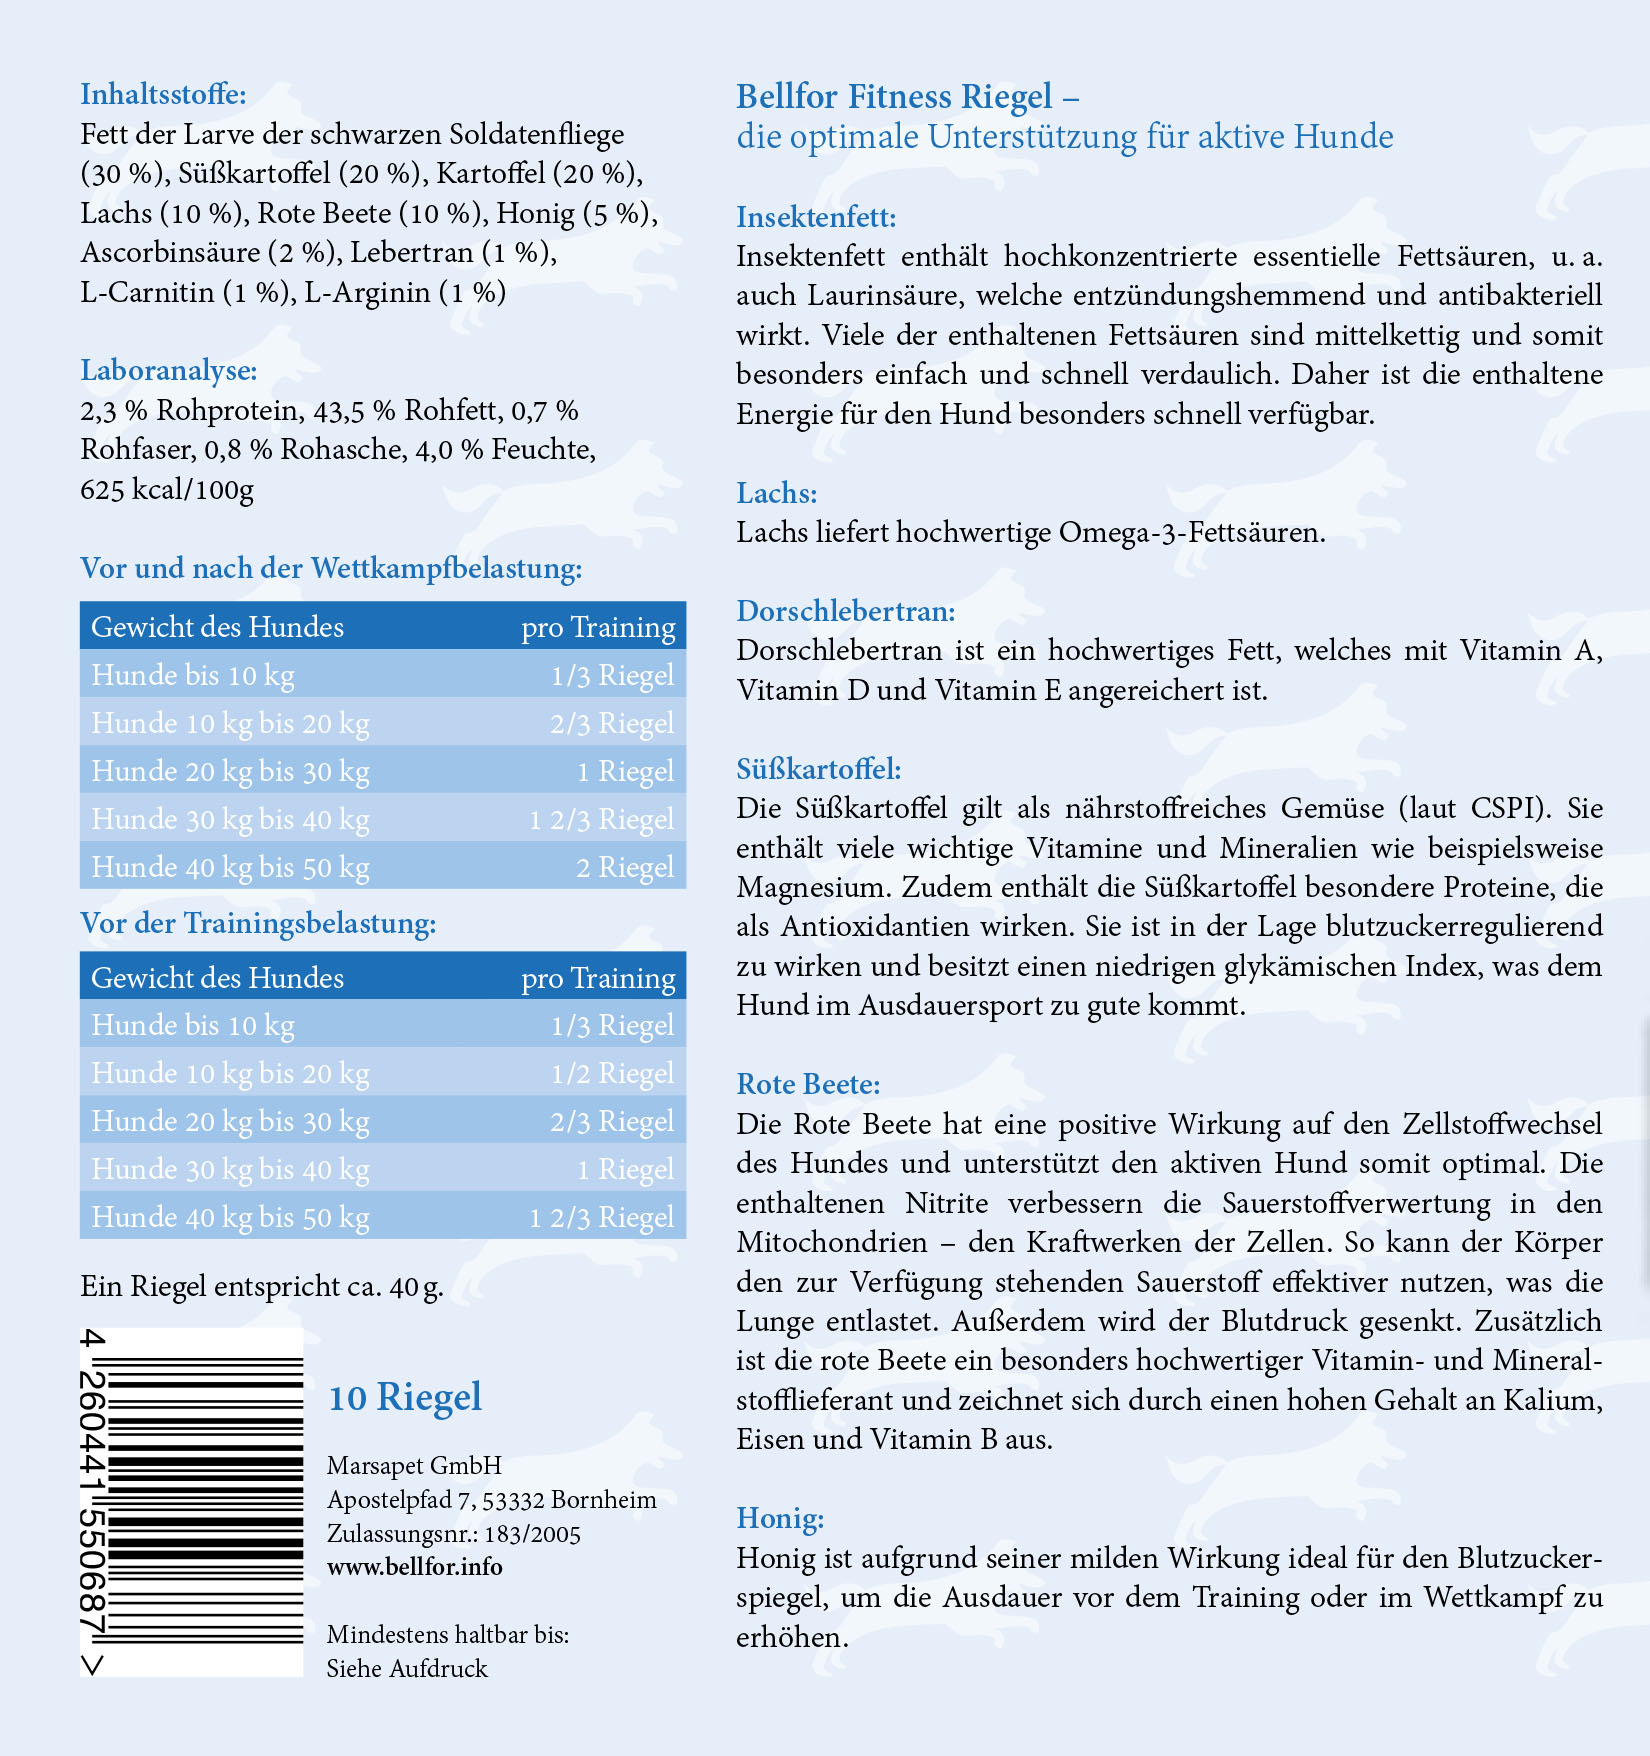 Inhaltsstoffe:
Fett der Larve der schwarzen Soldatenfliege
(30 %), Süßkartoffel (20 %), Kartoffel (20 %),
Lachs (10 %), Rote Beete (10 %), Honig (5 %),
Ascorbinsäure (2 %), Lebertran (1 %),
L-Carnitin (1 %), L-Arginin (1 %)
Laboranalyse:
2,3 % Rohprotein, 43,5 % Rohfett, 0,7 %
Rohfaser, 0,8 % Rohasche, 4,0 % Feuchte,
625 kcal/100g
Vor und nach der Wettkampfbelastung:
Gewicht des Hundes pro Training
Hunde bis 10 kg 1/3 Riegel
Hunde 10 kg bis 20 kg 2/3 Riegel
Hunde 20 kg bis 30 kg 1 Riegel
Hunde 30 kg bis 40 kg 1 2/3 Riegel
Hunde 40 kg bis 50 kg 2 Riegel
Vor der Trainingsbelastung:
Gewicht des Hundes pro Training
Hunde bis 10 kg 1/3 Riegel
Hunde 10 kg bis 20 kg 1/2 Riegel
Hunde 20 kg bis 30 kg 2/3 Riegel
Hunde 30 kg bis 40 kg 1 Riegel
Hunde 40 kg bis 50 kg 1 2/3 Riegel
Ein Riegel entspricht ca. 40 g.
4 260441 550687 >
10 Riegel
Marsapet GmbH
Apostelpfad 7, 53332 Bornheim
Zulassungsnr.: 183/2005
www.bellfor.info
Mindestens haltbar bis:
Siehe Aufdruck
Bellfor Fitness Riegel –
die optimale Unterstützung für aktive Hunde
Insektenfett:
Insektenfett enthält hochkonzentrierte essentielle Fettsäuren, u. a.
auch Laurinsäure, welche entzündungshemmend und antibakteriell
wirkt. Viele der enthaltenen Fettsäuren sind mittelkettig und somit
besonders einfach und schnell verdaulich. Daher ist die enthaltene
Energie für den Hund besonders schnell verfügbar.
Lachs:
Lachs liefert hochwertige Omega-3-Fettsäuren.
Dorschlebertran:
Dorschlebertran ist ein hochwertiges Fett, welches mit Vitamin A,
Vitamin D und Vitamin E angereichert ist.
Süßkartoffel:
Die Süßkartoffel gilt als nährstoffreiches Gemüse (laut CSPI). Sie
enthält viele wichtige Vitamine und Mineralien wie beispielsweise
Magnesium. Zudem enthält die Süßkartoffel besondere Proteine, die
als Antioxidantien wirken. Sie ist in der Lage blutzuckerregulierend
zu wirken und besitzt einen niedrigen glykämischen Index, was dem
Hund im Ausdauersport zu gute kommt.
Rote Beete:
Die Rote Beete hat eine positive Wirkung auf den Zellstoffwechsel
des Hundes und unterstützt den aktiven Hund somit optimal. Die
enthaltenen Nitrite verbessern die Sauerstoffverwertung in den
Mitochondrien – den Kraftwerken der Zellen. So kann der Körper
den zur Verfügung stehenden Sauerstoff effektiver nutzen, was die
Lunge entlastet. Außerdem wird der Blutdruck gesenkt. Zusätzlich
ist die rote Beete ein besonders hochwertiger Vitamin- und Mineral-
stofflieferant und zeichnet sich durch einen hohen Gehalt an Kalium,
Eisen und Vitamin B aus.
Honig:
Honig ist aufgrund seiner milden Wirkung ideal für den Blutzucker-
spiegel, um die Ausdauer vor dem Training oder im Wettkampf zu
erhöhen.